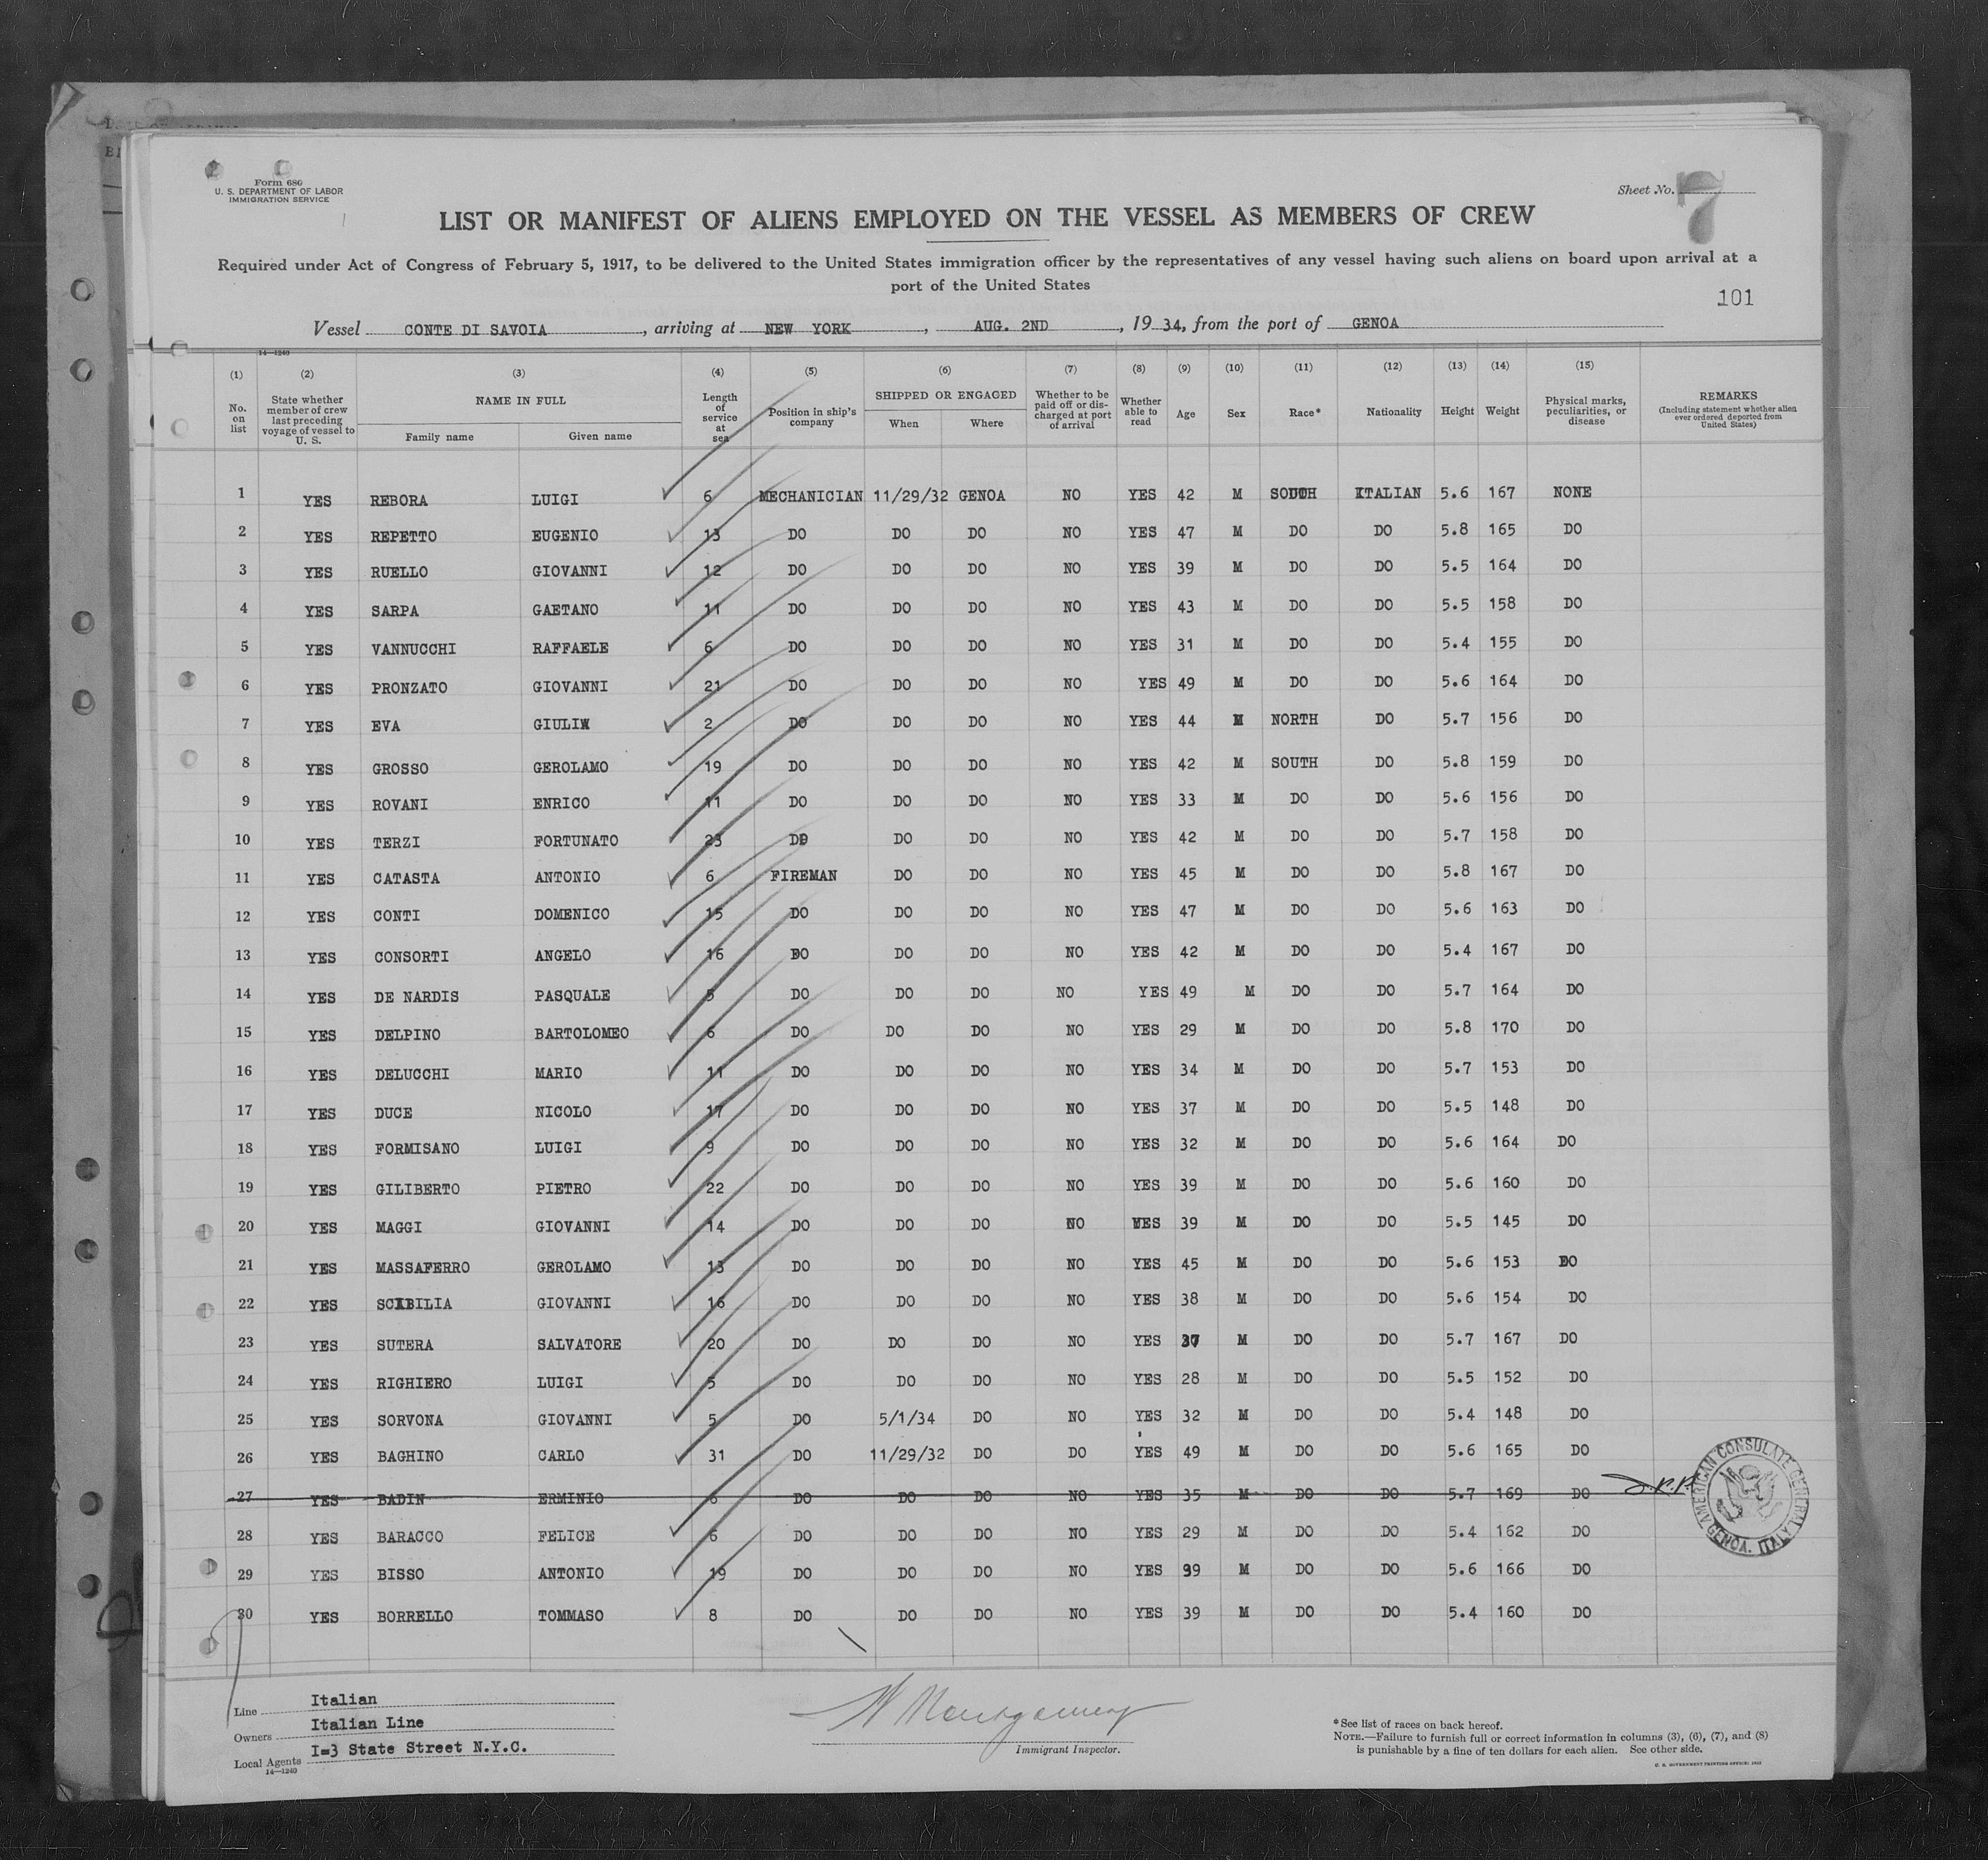 Form 680
U. S. DEPARTMENT OF LABOR
IMMIGRATION SERVICE
Sheet No. 7
LIST OR MANIFEST OF ALIENS EMPLOYED ON THE VESSEL AS MEMBERS OF CREW
Required under Act of Congress of February 5, 1917, to be delivered to the United States immigration officer by the representatives of any vessel having such aliens on board upon arrival at a
port of the United States
101
Vessel CONTE DI SAVOIA, arriving at NEW YORK, AUG. 2ND, 1934, from the port of GENOA
14—1240
(1) No. on list (2) State whether member of crew last preceding voyage of vessel to U. S. (3) NAME IN FULL Family name Given name (4) Length of service at sea (5) Position in ship's company (6) SHIPPED OR ENGAGED When Where (7) Whether to be paid off or discharged at port of arrival (8) Whether able to read (9) Age (10) Sex (11) Race* (12) Nationality (13) Height (14) Weight (15) Physical marks, peculiarities, or disease REMARKS (Including statement whether alien ever ordered deported from United States)
1 YES REBORA LUIGI 6 MECHANICIAN 11/29/32 GENOA NO YES 42 M SOUTH ITALIAN 5.6 167 NONE
2 YES REPETTO EUGENIO 13 DO DO DO NO YES 47 M DO DO 5.8 165 DO
3 YES RUELLO GIOVANNI 12 DO DO DO NO YES 39 M DO DO 5.5 164 DO
4 YES SARPA GAETANO 11 DO DO DO NO YES 43 M DO DO 5.5 158 DO
5 YES VANNUCCHI RAFFAELE 6 DO DO DO NO YES 31 M DO DO 5.4 155 DO
6 YES PRONZATO GIOVANNI 21 DO DO DO NO YES 49 M DO DO 5.6 164 DO
7 YES EVA 2 DO DO DO NO YES 44 M NORTH DO 5.7 156 DO
8 YES GROSSO GEROLAMO 19 DO DO DO NO YES 42 M SOUTH DO 5.8 159 DO
9 YES ROVANI ENRICO 11 DO DO DO NO YES 33 M DO DO 5.6 156 DO
10 YES TERZI FORTUNATO 23 DO DO DO NO YES 42 M DO DO 5.7 158 DO
11 YES CATASTA ANTONIO 6 FIREMAN DO DO NO YES 45 M DO DO 5.8 167 DO
12 YES CONTI DOMENICO 15 DO DO DO NO YES 47 M DO DO 5.6 163 DO
13 YES CONSORTI ANGELO 16 DO DO DO NO YES 42 M DO DO 5.4 167 DO
14 YES DE NARDIS PASQUALE 5 DO DO DO NO YES 49 M DO DO 5.7 164 DO
15 YES DELPINO BARTOLOMEO 6 DO DO DO NO YES 29 M DO DO 5.8 170 DO
16 YES DELUCCHI MARIO 11 DO DO DO NO YES 34 M DO DO 5.7 153 DO
17 YES DUCE NICOLO 17 DO DO DO NO YES 37 M DO DO 5.5 148 DO
18 YES FORMISANO LUIGI 9 DO DO DO NO YES 32 M DO DO 5.6 164 DO
19 YES GILIBERTO PIETRO 22 DO DO DO NO YES 39 M DO DO 5.6 160 DO
20 YES MAGGI GIOVANNI 14 DO DO DO NO YES 39 M DO DO 5.5 145 DO
21 YES MASSAFERRO GEROLAMO 13 DO DO DO NO YES 45 M DO DO 5.6 153 DO
22 YES GIOVANNI 16 DO DO DO NO YES 38 M DO DO 5.6 154 DO
23 YES SUTERA SALVATORE 20 DO DO DO NO YES 37 M DO DO 5.7 167 DO
24 YES RIGHIERO LUIGI 5 DO DO DO NO YES 28 M DO DO 5.5 152 DO
25 YES SORVONA GIOVANNI 5 DO 5/1/34 DO NO YES 32 M DO DO 5.4 148 DO
26 YES BAGHINO CARLO 31 DO 11/29/32 DO DO YES 49 M DO DO 5.6 165 DO
27 YES BADIN ERMINIO 6 DO DO DO NO YES 35 M DO DO 5.7 169 DO
AMERICAN CONSULATE GENERAL GENOA, ITALY
28 YES BARACCO FELICE 6 DO DO DO NO YES 29 M DO DO 5.4 162 DO
29 YES BISSO ANTONIO 19 DO DO DO NO YES 39 M DO DO 5.6 166 DO
30 YES BORRELLO TOMMASO 8 DO DO DO NO YES 39 M DO DO 5.4 160 DO
Line Italian
Owners Italian Line
Local Agents I=3 State Street N.Y.C.
14—1240
Montgomery
Immigrant Inspector.
*See list of races on back hereof.
NOTE.—Failure to furnish full or correct information in columns (3), (6), (7), and (8)
is punishable by a fine of ten dollars for each alien. See other side.
U. S. GOVERNMENT PRINTING OFFICE: